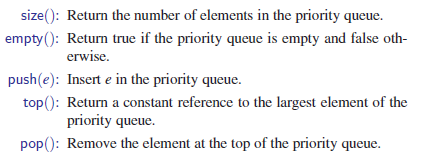 size(): Return the number of elements in the priority queue.
empty(): Return true if the priority queue is empty and false oth-
erwise.
push(e): Insert e in the priority queue.
top(): Return a constant reference to the largest element of the
priority queue.
pop(): Remove the element at the top of the priority queue.